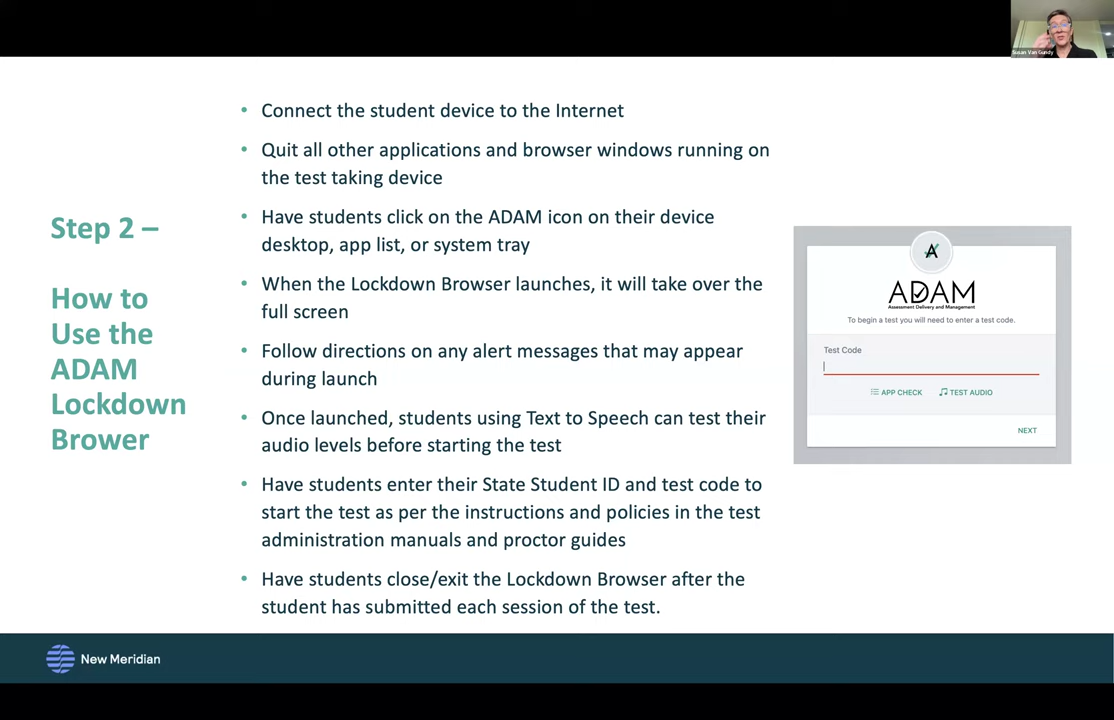 Susan Van Gundy
Step 2 –
How to
Use the
ADAM
Lockdown
Brower
• Connect the student device to the Internet
• Quit all other applications and browser windows running on
the test taking device
• Have students click on the ADAM icon on their device
desktop, app list, or system tray
• When the Lockdown Browser launches, it will take over the
full screen
• Follow directions on any alert messages that may appear
during launch
• Once launched, students using Text to Speech can test their
audio levels before starting the test
• Have students enter their State Student ID and test code to
start the test as per the instructions and policies in the test
administration manuals and proctor guides
• Have students close/exit the Lockdown Browser after the
student has submitted each session of the test.
A
ADAM
Assessment Delivery and Management
To begin a test you will need to enter a test code.
Test Code
APP CHECK TEST AUDIO
NEXT
New Meridian